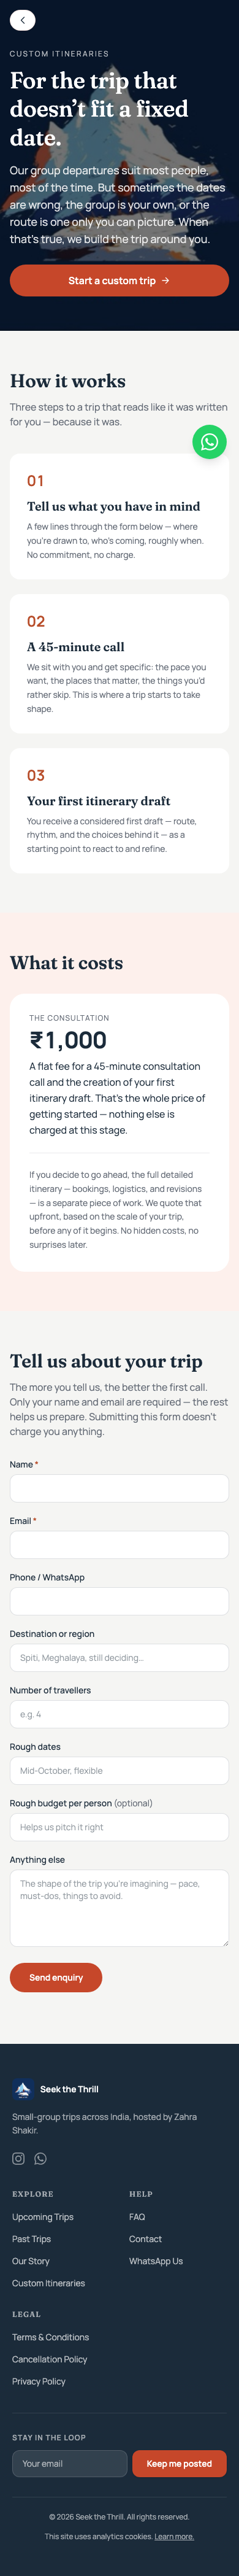 CUSTOM ITINERARIES
For the trip that
doesn’t fit a fixed
date.
Our group departures suit most people,
most of the time. But sometimes the dates
are wrong, the group is your own, or the
route is one only you can picture. When
that’s true, we build the trip around you.
Start a custom trip →
How it works
Three steps to a trip that reads like it was written
for you — because it was.
01
Tell us what you have in mind
A few lines through the form below — where
you’re drawn to, who’s coming, roughly when.
No commitment, no charge.
02
A 45-minute call
We sit with you and get specific: the pace you
want, the places that matter, the things you’d
rather skip. This is where a trip starts to take
shape.
03
Your first itinerary draft
You receive a considered first draft — route,
rhythm, and the choices behind it — as a
starting point to react to and refine.
What it costs
THE CONSULTATION
₹1,000
A flat fee for a 45-minute consultation
call and the creation of your first
itinerary draft. That’s the whole price of
getting started — nothing else is
charged at this stage.
If you decide to go ahead, the full detailed
itinerary — bookings, logistics, and revisions
— is a separate piece of work. We quote that
upfront, based on the scale of your trip,
before any of it begins. No hidden costs, no
surprises later.
Tell us about your trip
The more you tell us, the better the first call.
Only your name and email are required — the rest
helps us prepare. Submitting this form doesn’t
charge you anything.
Name *
Email *
Phone / WhatsApp
Destination or region
Spiti, Meghalaya, still deciding…
Number of travellers
e.g. 4
Rough dates
Mid-October, flexible
Rough budget per person (optional)
Helps us pitch it right
Anything else
The shape of the trip you’re imagining — pace,
must-dos, things to avoid.
Send enquiry
Seek the Thrill
Small-group trips across India, hosted by Zahra
Shakir.
EXPLORE
Upcoming Trips
Past Trips
Our Story
Custom Itineraries
HELP
FAQ
Contact
WhatsApp Us
LEGAL
Terms & Conditions
Cancellation Policy
Privacy Policy
STAY IN THE LOOP
Your email
Keep me posted
© 2026 Seek the Thrill. All rights reserved.
This site uses analytics cookies. Learn more.